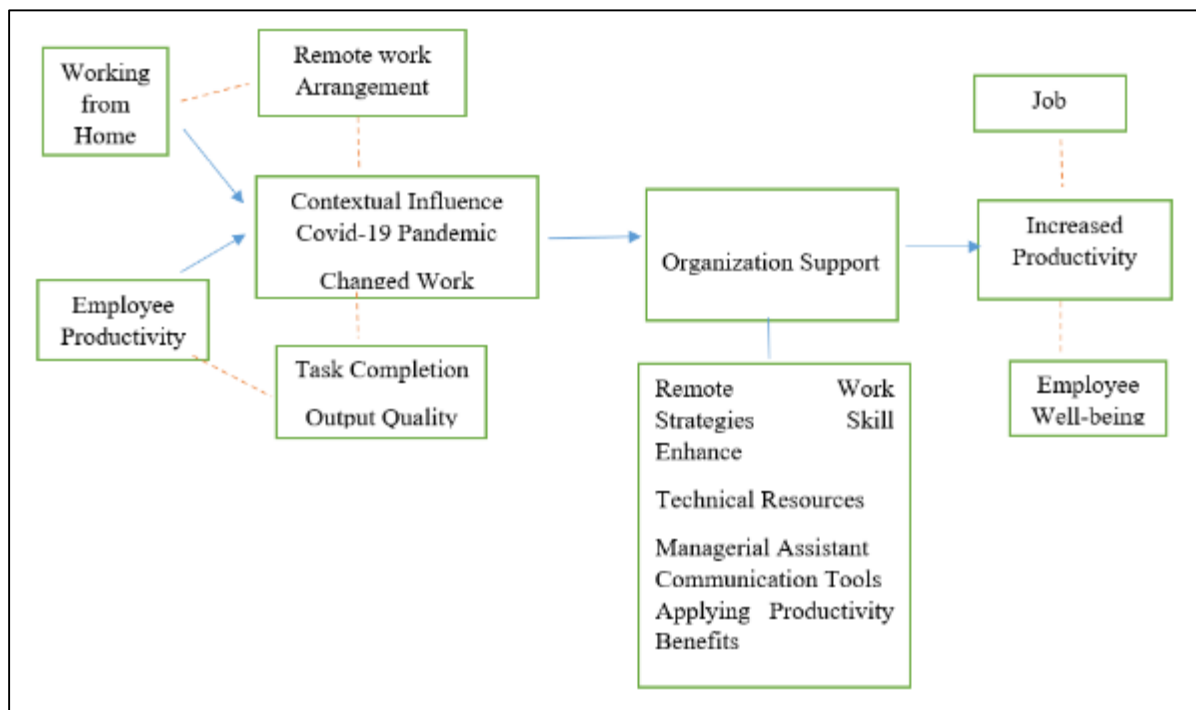 Working
from
Home
Remote work
Arrangement
Contextual Influence
Covid-19 Pandemic
Changed Work
Employee
Productivity
Task Completion
Output Quality
Organization Support
Remote Work
Strategies Skill
Enhance
Technical Resources
Managerial Assistant
Communication Tools
Applying Productivity
Benefits
Job
Increased
Productivity
Employee
Well-being